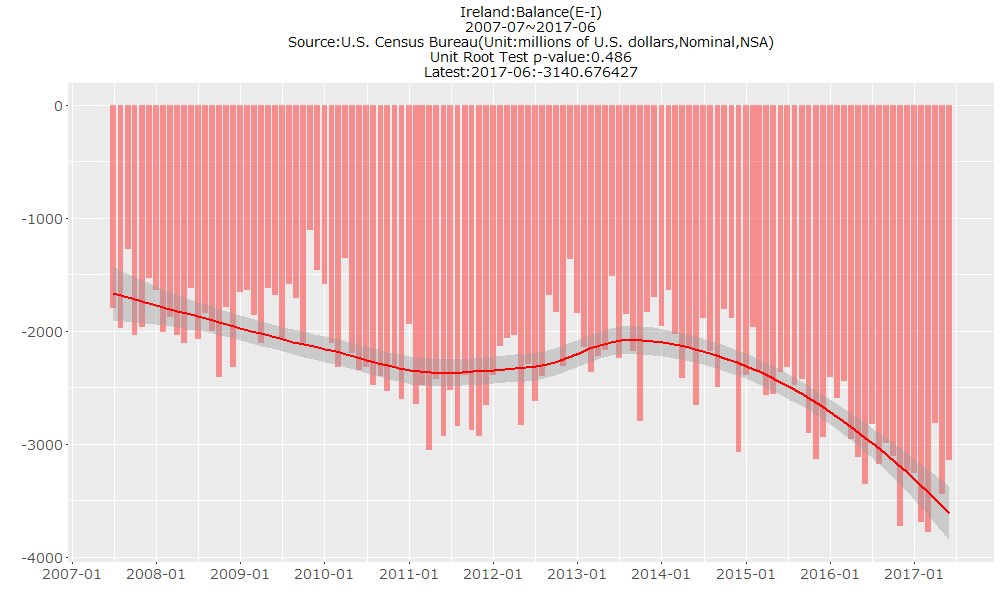 Ireland:Balance(E-I)
2007-07~2017-06
Source:U.S. Census Bureau(Unit:millions of U.S. dollars,Nominal,NSA)
Unit Root Test p-value:0.486
Latest:2017-06:-3140.676427
0
-1000
-2000
-3000
-4000
2007-01 2008-01 2009-01 2010-01 2011-01 2012-01 2013-01 2014-01 2015-01 2016-01 2017-01